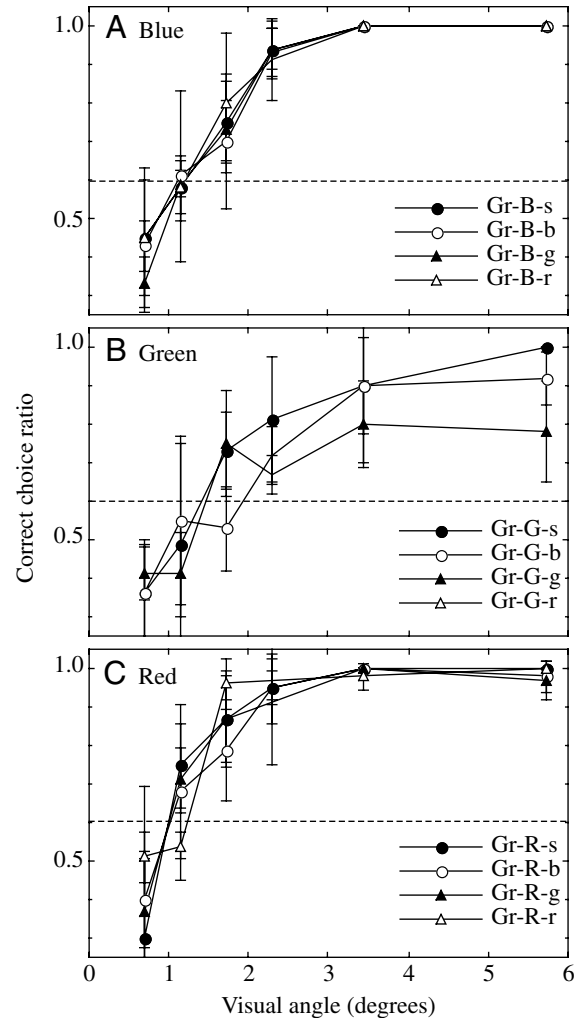 A Blue
1.0
0.5
Gr-B-s
Gr-B-b
Gr-B-g
Gr-B-r
B Green
1.0
0.5
Correct choice ratio
Gr-G-s
Gr-G-b
Gr-G-g
Gr-G-r
C Red
1.0
0.5
Gr-R-s
Gr-R-b
Gr-R-g
Gr-R-r
0 1 2 3 4 5 6
Visual angle (degrees)